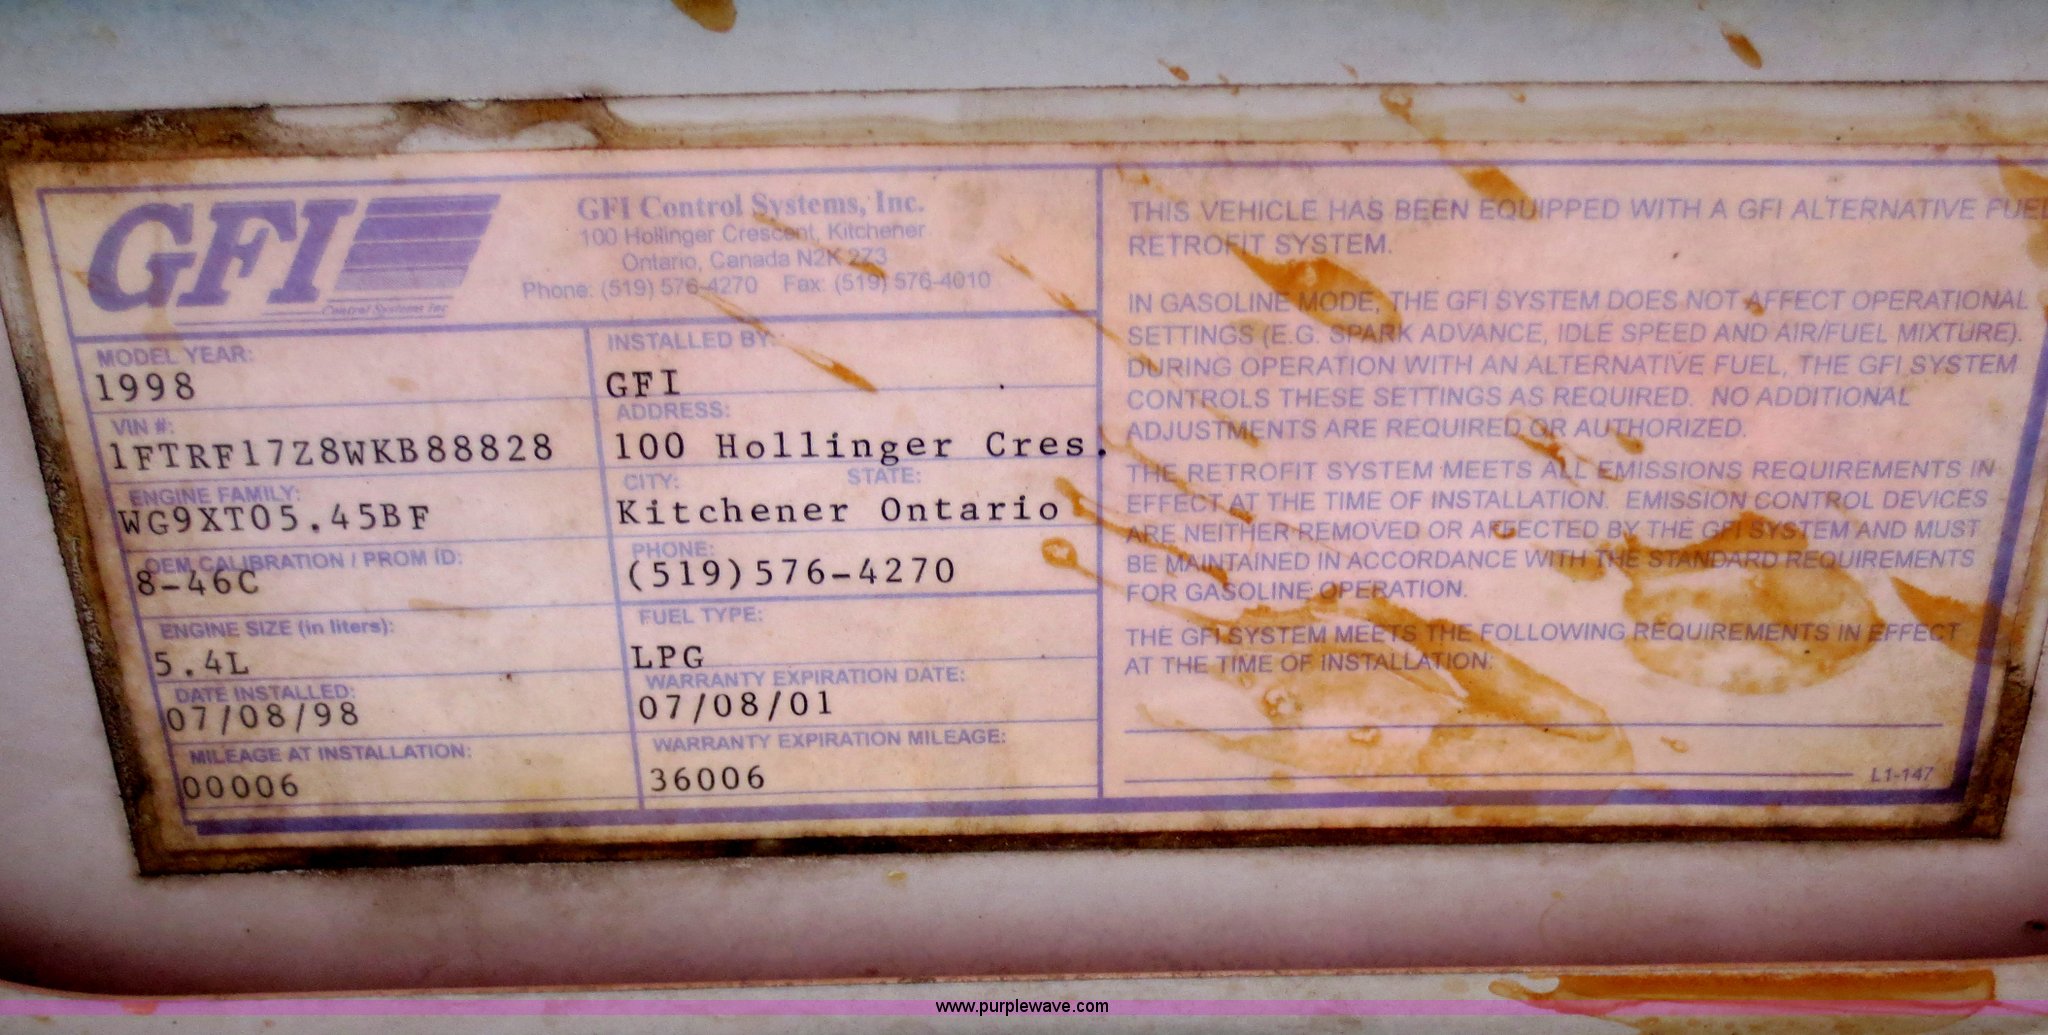 GFI
Control Systems Inc
GFI Control Systems, Inc.
100 Hollinger Crescent, Kitchener
Ontario, Canada N2K 2Z3
Phone: (519) 576-4270 Fax: (519) 576-4010
MODEL YEAR:
1998
VIN #:
1FTRF17Z8WKB88828
ENGINE FAMILY:
WG9XT05.45BF
OEM CALIBRATION / PROM ID:
8-46C
ENGINE SIZE (in liters):
5.4L
DATE INSTALLED:
07/08/98
MILEAGE AT INSTALLATION:
00006
INSTALLED BY:
GFI
ADDRESS:
100 Hollinger Cres.
CITY: STATE:
Kitchener Ontario
PHONE:
(519)576-4270
FUEL TYPE:
LPG
WARRANTY EXPIRATION DATE:
07/08/01
WARRANTY EXPIRATION MILEAGE:
36006
THIS VEHICLE HAS BEEN EQUIPPED WITH A GFI ALTERNATIVE FUEL
RETROFIT SYSTEM.
IN GASOLINE MODE, THE GFI SYSTEM DOES NOT AFFECT OPERATIONAL
SETTINGS (E.G. SPARK ADVANCE, IDLE SPEED AND AIR/FUEL MIXTURE).
DURING OPERATION WITH AN ALTERNATIVE FUEL, THE GFI SYSTEM
CONTROLS THESE SETTINGS AS REQUIRED. NO ADDITIONAL
ADJUSTMENTS ARE REQUIRED OR AUTHORIZED.
THE RETROFIT SYSTEM MEETS ALL EMISSIONS REQUIREMENTS IN
EFFECT AT THE TIME OF INSTALLATION. EMISSION CONTROL DEVICES
ARE NEITHER REMOVED OR AFFECTED BY THE GFI SYSTEM AND MUST
BE MAINTAINED IN ACCORDANCE WITH THE STANDARD REQUIREMENTS
FOR GASOLINE OPERATION.
THE GFI SYSTEM MEETS THE FOLLOWING REQUIREMENTS IN EFFECT
AT THE TIME OF INSTALLATION:
L1-147
www.purplewave.com